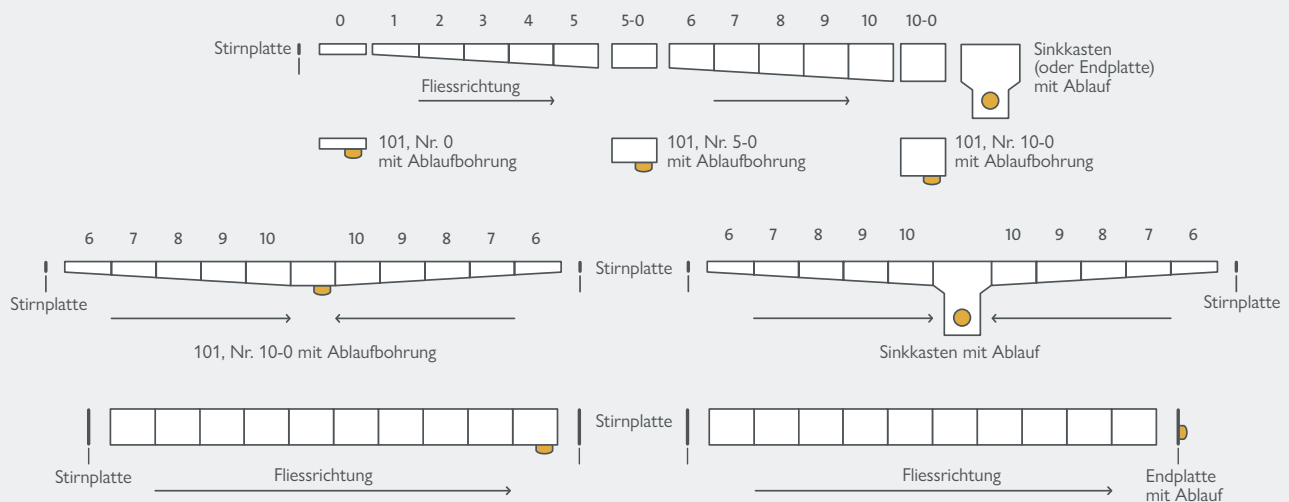 0 1 2 3 4 5 5-0 6 7 8 9 10 10-0
Stirnplatte
Sinkkasten
(oder Endplatte)
mit Ablauf
Fliessrichtung
101, Nr. 0
mit Ablaufbohrung
101, Nr. 5-0
mit Ablaufbohrung
101, Nr. 10-0
mit Ablaufbohrung
6 7 8 9 10 10 9 8 7 6
6 7 8 9 10 10 9 8 7 6
Stirnplatte
Stirnplatte
Stirnplatte
101, Nr. 10-0 mit Ablaufbohrung
Sinkkasten mit Ablauf
Stirnplatte
Stirnplatte
Fliessrichtung
Fliessrichtung
Endplatte
mit Ablauf